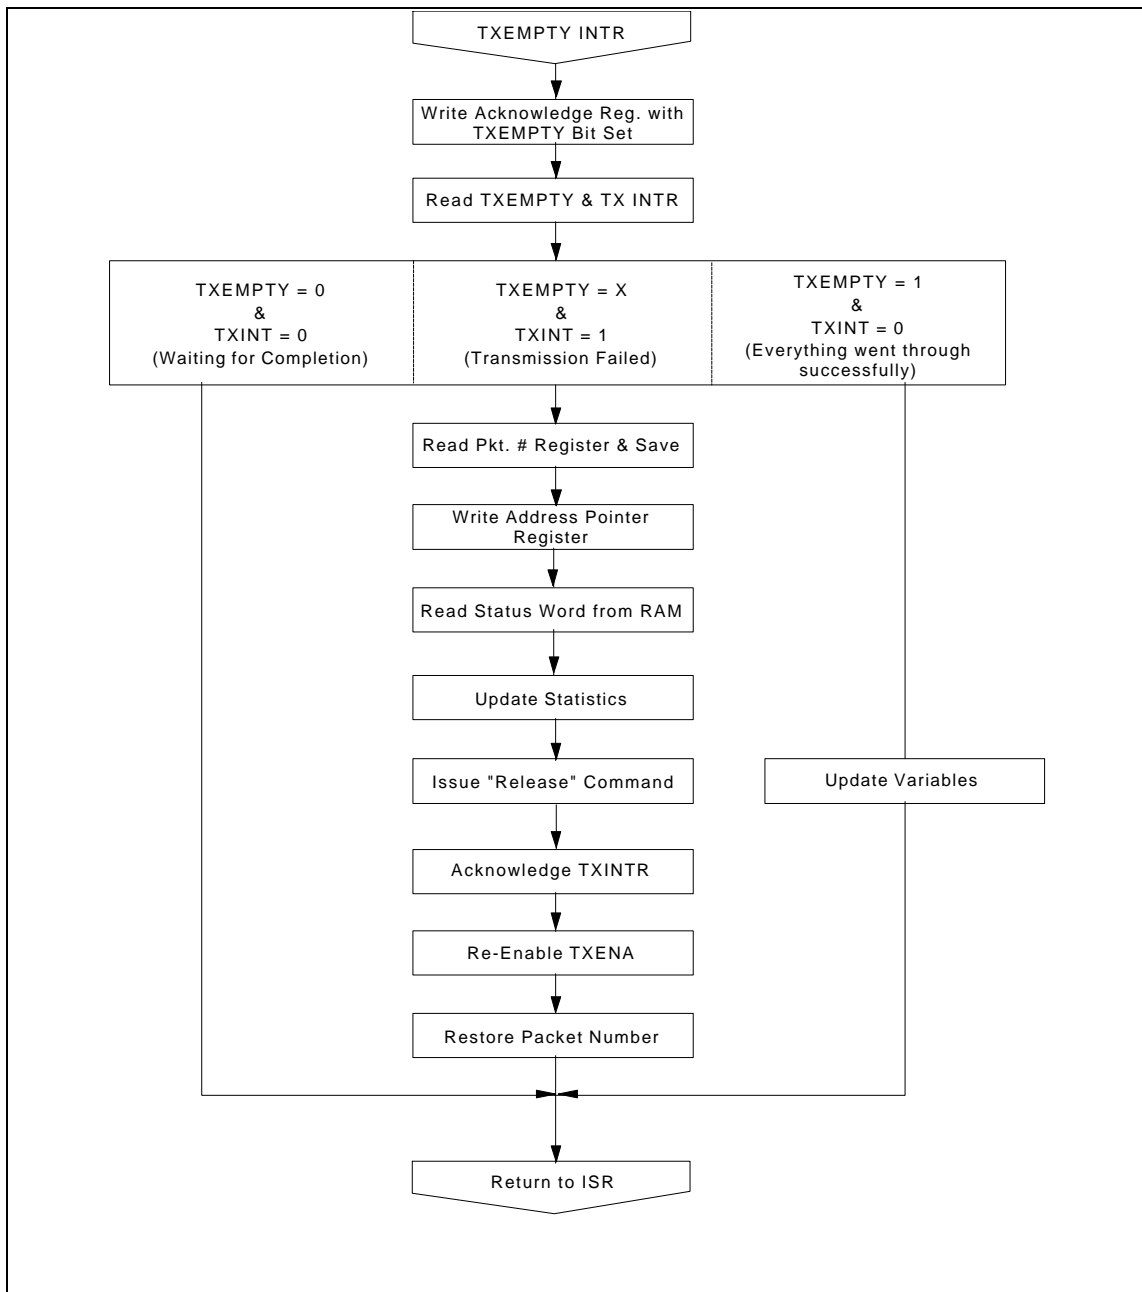 TXEMPTY INTR
Write Acknowledge Reg. with
TXEMPTY Bit Set
Read TXEMPTY & TX INTR
TXEMPTY = 0
&
TXINT = 0
(Waiting for Completion)
TXEMPTY = X
&
TXINT = 1
(Transmission Failed)
TXEMPTY = 1
&
TXINT = 0
(Everything went through
successfully)
Read Pkt. # Register & Save
Write Address Pointer
Register
Read Status Word from RAM
Update Statistics
Issue "Release" Command
Update Variables
Acknowledge TXINTR
Re-Enable TXENA
Restore Packet Number
Return to ISR